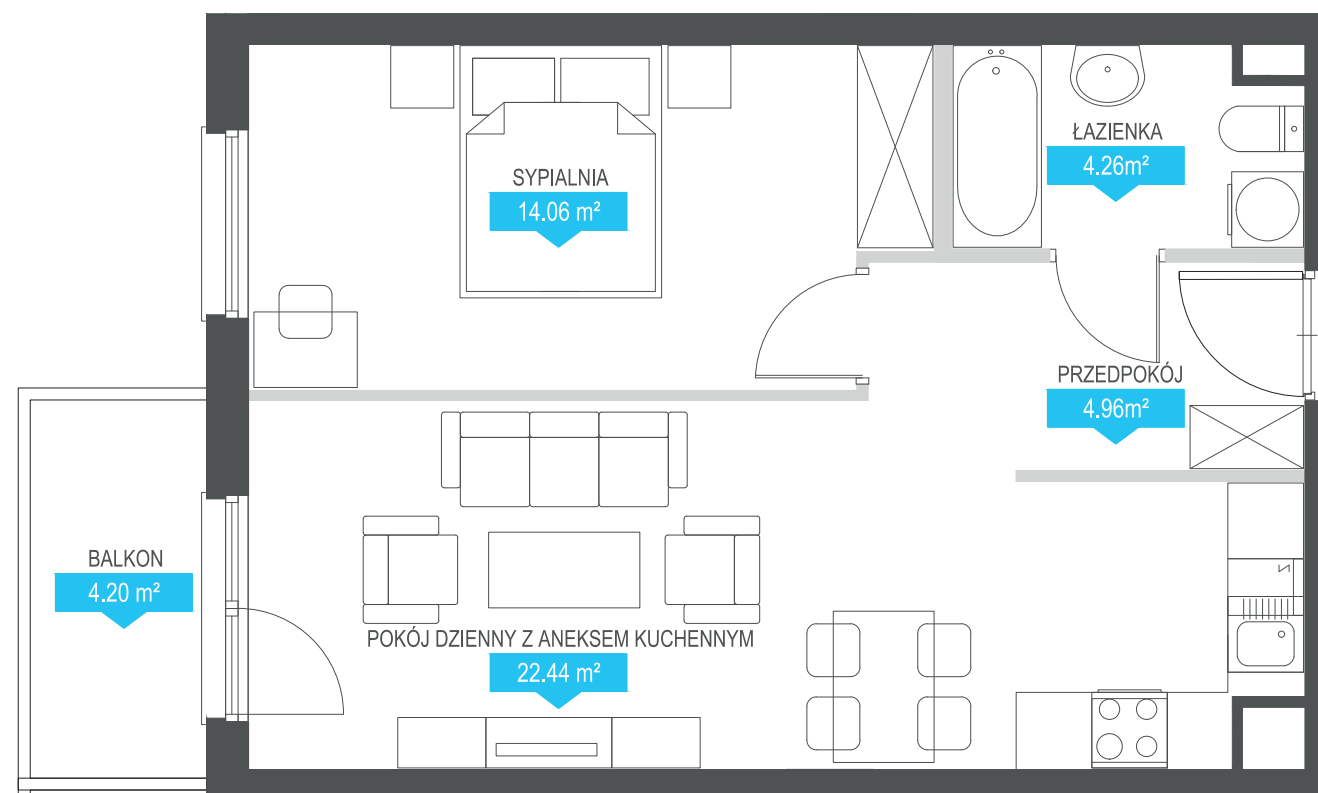 SYPIALNIA
14.06 m²
ŁAZIENKA
4.26m²
PRZEDPOKÓJ
4.96m²
BALKON
4.20 m²
POKÓJ DZIENNY Z ANEKSEM KUCHENNYM
22.44 m²